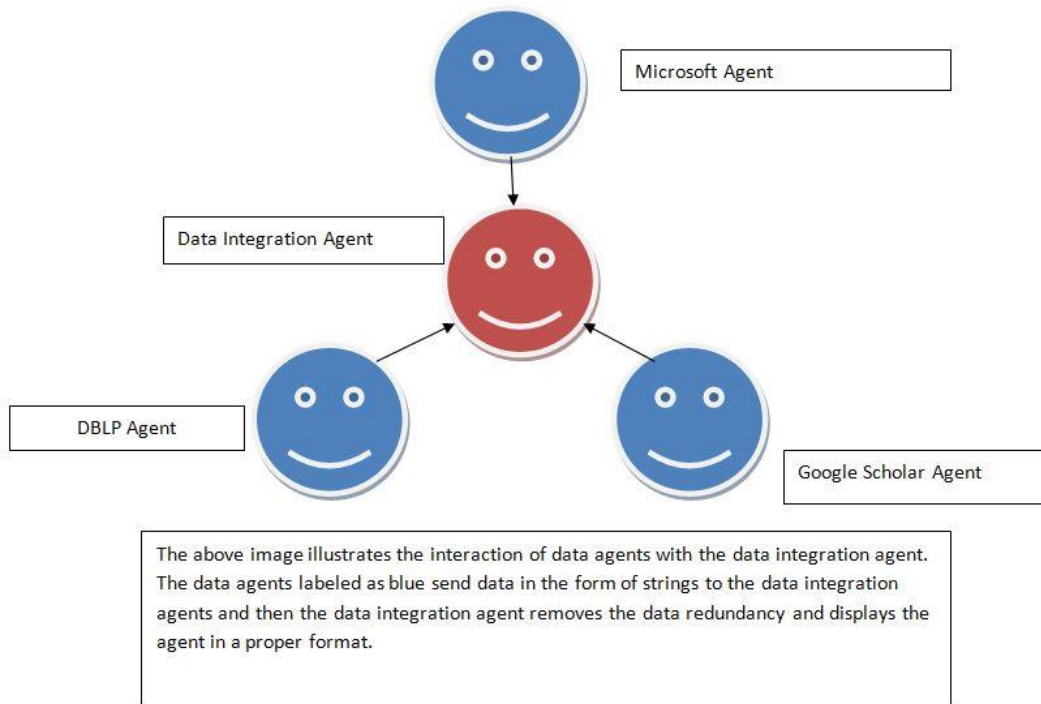 Microsoft Agent
Data Integration Agent
DBLP Agent
Google Scholar Agent
The above image illustrates the interaction of data agents with the data integration agent.
The data agents labeled as blue send data in the form of strings to the data integration
agents and then the data integration agent removes the data redundancy and displays the
agent in a proper format.